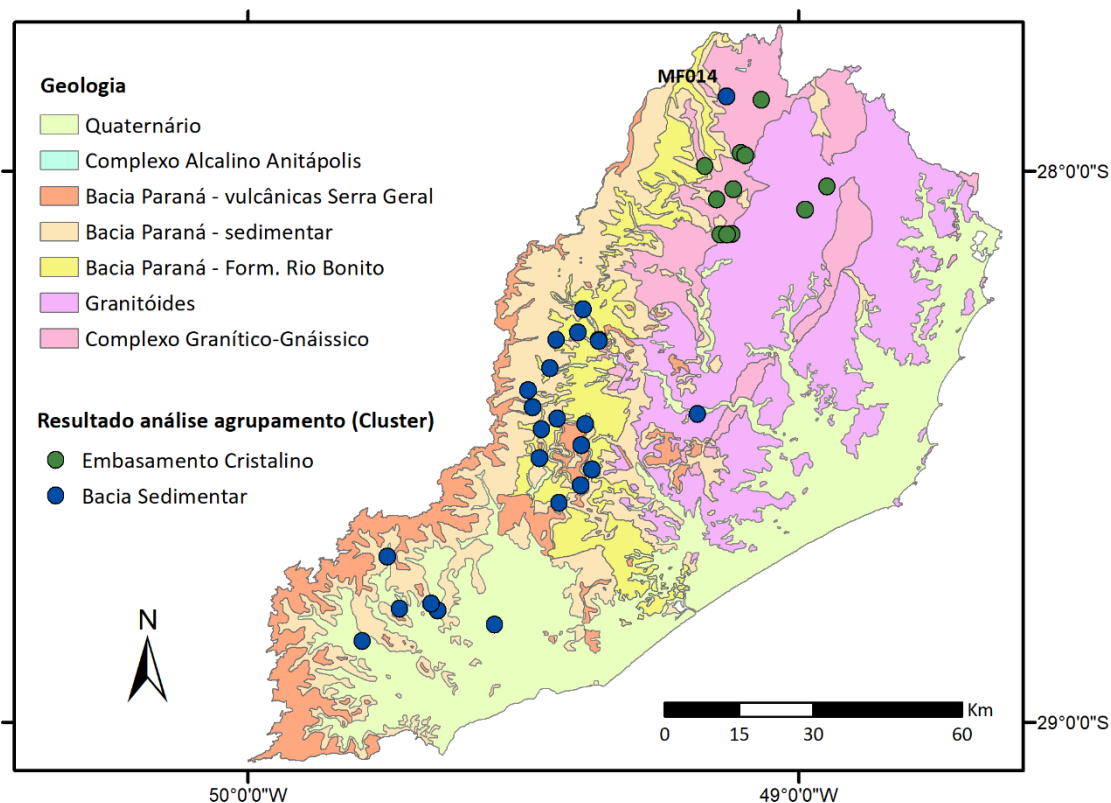 Geologia
MF014
Quaternário
Complexo Alcalino Anitápolis
28°0'0"S
Bacia Paraná - vulcânicas Serra Geral
Bacia Paraná - sedimentar
Bacia Paraná - Form. Rio Bonito
Granitóides
Complexo Granítico-Gnáissico
Resultado análise agrupamento (Cluster)
Embasamento Cristalino
Bacia Sedimentar
N
Km
0 15 30 60
29°0'0"S
50°0'0"W 49°0'0"W